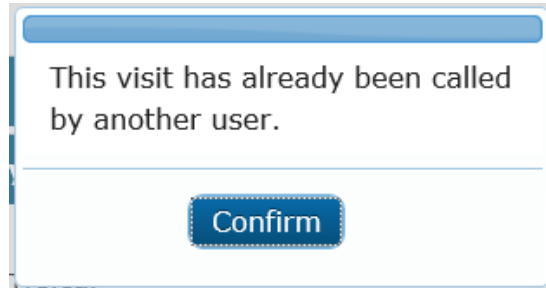 This visit has already been called
by another user.
Confirm